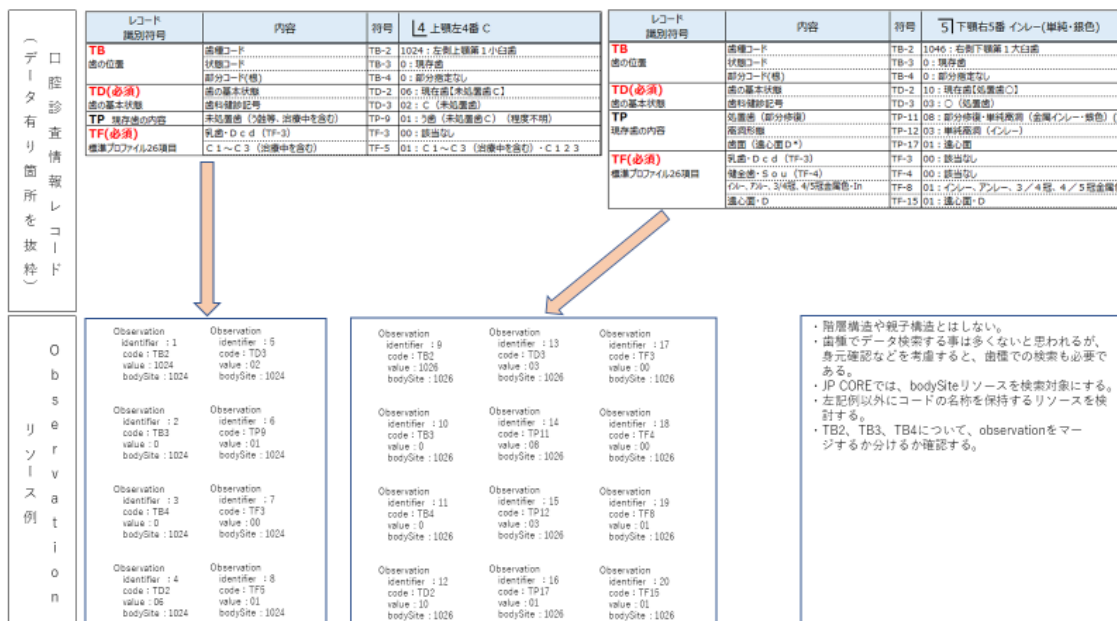 口腔診査情報レコード
（データ有り箇所を抜粋）
レコード
識別符号
内容
符号
4 上顎左4番 C
TB
歯の位置
歯種コード
TB-2
1024：左側上顎第１小臼歯
状態コード
TB-3
0：現存歯
部分コード(根)
TB-4
0：部分指定なし
TD(必須)
歯の基本状態
歯の基本状態
TD-2
06：現在歯【未処置歯C】
歯科健診記号
TD-3
02：C（未処置歯）
TP 現存歯の内容
未処置歯（う蝕等、治療中を含む）
TP-9
01：う歯（未処置歯C）（程度不明）
TF(必須)
標準プロファイル26項目
乳歯・Ｄｃｄ（TF-3）
TF-3
00：該当なし
Ｃ１～Ｃ３（治療中を含む）
TF-5
01：Ｃ１～Ｃ３（治療中を含む）・Ｃ１２３
レコード
識別符号
内容
符号
5 下顎右5番 インレー(単純・銀色)
TB
歯の位置
歯種コード
TB-2
1046：右側下顎第１大臼歯
状態コード
TB-3
0：現存歯
部分コード(根)
TB-4
0：部分指定なし
TD(必須)
歯の基本状態
歯の基本状態
TD-2
10：現在歯【処置歯○】
歯科健診記号
TD-3
03：○（処置歯）
TP
現存歯の内容
処置歯（部分修復）
TP-11
08：部分修復・単純窩洞（金属インレー・銀色）(
窩洞形態
TP-12
03：単純窩洞（インレー）
歯面（遠心面D*）
TP-17
01：遠心面
TF(必須)
標準プロファイル26項目
乳歯・Ｄｃｄ（TF-3）
TF-3
00：該当なし
健全歯・Ｓｏｕ（TF-4）
TF-4
00：該当なし
インレー、アンレー、3/4冠、4/5冠金属色・In
TF-8
01：インレー、アンレー、３／４冠、４／５冠金属色
遠心面・D
TF-15
01：遠心面・D
Observation
リソース例
Observation
identifier ：1
code：TB2
value：1024
bodySite：1024
Observation
identifier ：5
code：TD3
value：02
bodySite：1024
Observation
identifier ：2
code：TB3
value：0
bodySite：1024
Observation
identifier ：6
code：TP9
value：01
bodySite：1024
Observation
identifier ：3
code：TB4
value：0
bodySite：1024
Observation
identifier ：7
code：TF3
value：00
bodySite：1024
Observation
identifier ：4
code：TD2
value：06
bodySite：1024
Observation
identifier ：8
code：TF5
value：01
bodySite：1024
Observation
identifier ：9
code：TB2
value：1026
bodySite：1026
Observation
identifier ：13
code：TD3
value：03
bodySite：1026
Observation
identifier ：17
code：TF3
value：00
bodySite：1026
Observation
identifier ：10
code：TB3
value：0
bodySite：1026
Observation
identifier ：14
code：TP11
value：08
bodySite：1026
Observation
identifier ：18
code：TF4
value：00
bodySite：1026
Observation
identifier ：11
code：TB4
value：0
bodySite：1026
Observation
identifier ：15
code：TP12
value：03
bodySite：1026
Observation
identifier ：19
code：TF8
value：01
bodySite：1026
Observation
identifier ：12
code：TD2
value：10
bodySite：1026
Observation
identifier ：16
code：TP17
value：01
bodySite：1026
Observation
identifier ：20
code：TF15
value：01
bodySite：1026
・階層構造や親子構造とはしない。
・歯種でデータ検索する事は多くないと思われるが、
身元確認などを考慮すると、歯種での検索も必要で
ある。
・JP COREでは、bodySiteリソースを検索対象にする。
・左記例以外にコードの名称を保持するリソースを検
討する。
・TB2、TB3、TB4について、observationをマー
ジするか分けるか確認する。